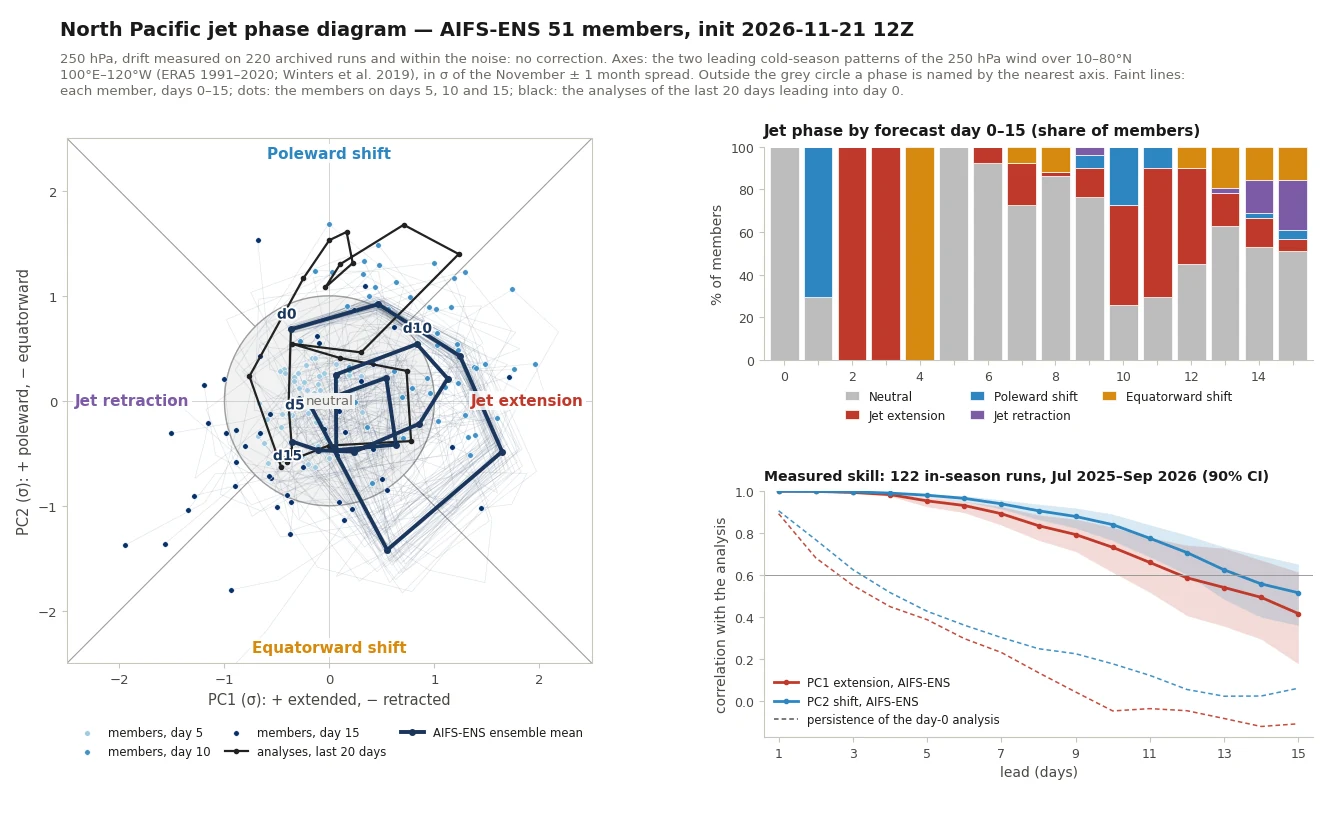 North Pacific jet phase diagram — AIFS-ENS 51 members, init 2026-11-21 12Z
250 hPa, drift measured on 220 archived runs and within the noise: no correction. Axes: the two leading cold-season patterns of the 250 hPa wind over 10–80°N
100°E–120°W (ERA5 1991–2020; Winters et al. 2019), in σ of the November ± 1 month spread. Outside the grey circle a phase is named by the nearest axis. Faint lines:
each member, days 0–15; dots: the members on days 5, 10 and 15; black: the analyses of the last 20 days leading into day 0.
Poleward shift
Jet retraction
neutral
Jet extension
Equatorward shift
d0
d10
d5
d15
2
1
0
−1
−2
−2
−1
0
1
2
PC2 (σ): + poleward, − equatorward
PC1 (σ): + extended, − retracted
members, day 5
members, day 10
members, day 15
analyses, last 20 days
AIFS-ENS ensemble mean
Jet phase by forecast day 0–15 (share of members)
% of members
100
80
60
40
20
0
0
2
4
6
8
10
12
14
Neutral
Jet extension
Poleward shift
Jet retraction
Equatorward shift
Measured skill: 122 in-season runs, Jul 2025–Sep 2026 (90% CI)
correlation with the analysis
1.0
0.8
0.6
0.4
0.2
0.0
PC1 extension, AIFS-ENS
PC2 shift, AIFS-ENS
persistence of the day-0 analysis
1
3
5
7
9
11
13
15
lead (days)